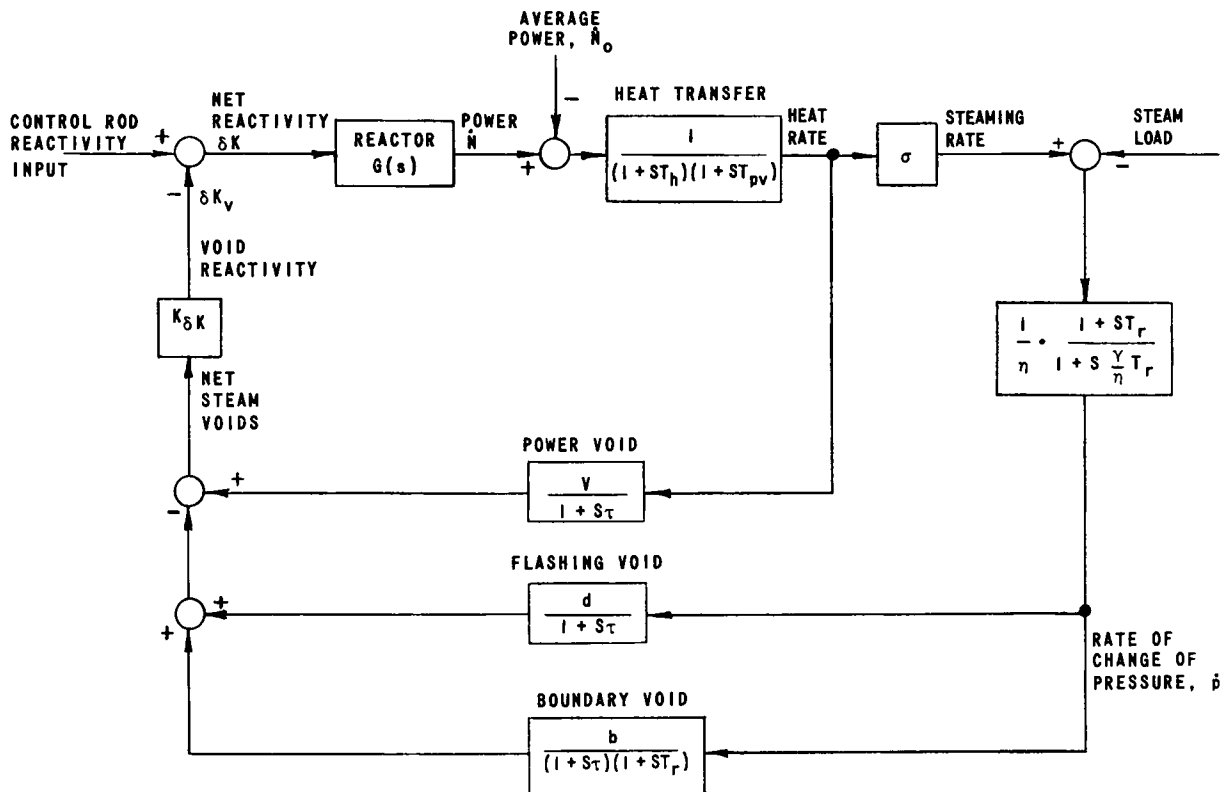 AVERAGE
POWER, Ṅ₀
−
HEAT TRANSFER
CONTROL ROD
REACTIVITY
INPUT
+
NET
REACTIVITY
δK
REACTOR
G(s)
POWER
Ṅ
+
1
(1 + STₕ)(1 + STₚᵥ)
HEAT
RATE
σ
STEAMING
RATE
+
−
STEAM
LOAD
− δKᵥ
VOID
REACTIVITY
K δK
NET
STEAM
VOIDS
1/η · (1 + STᵣ)/(1 + S γ/η Tᵣ)
POWER VOID
V
1 + Sτ
+
−
FLASHING VOID
d
1 + Sτ
+
+
RATE OF
CHANGE OF
PRESSURE, ṗ
BOUNDARY VOID
b
(1 + Sτ)(1 + STᵣ)